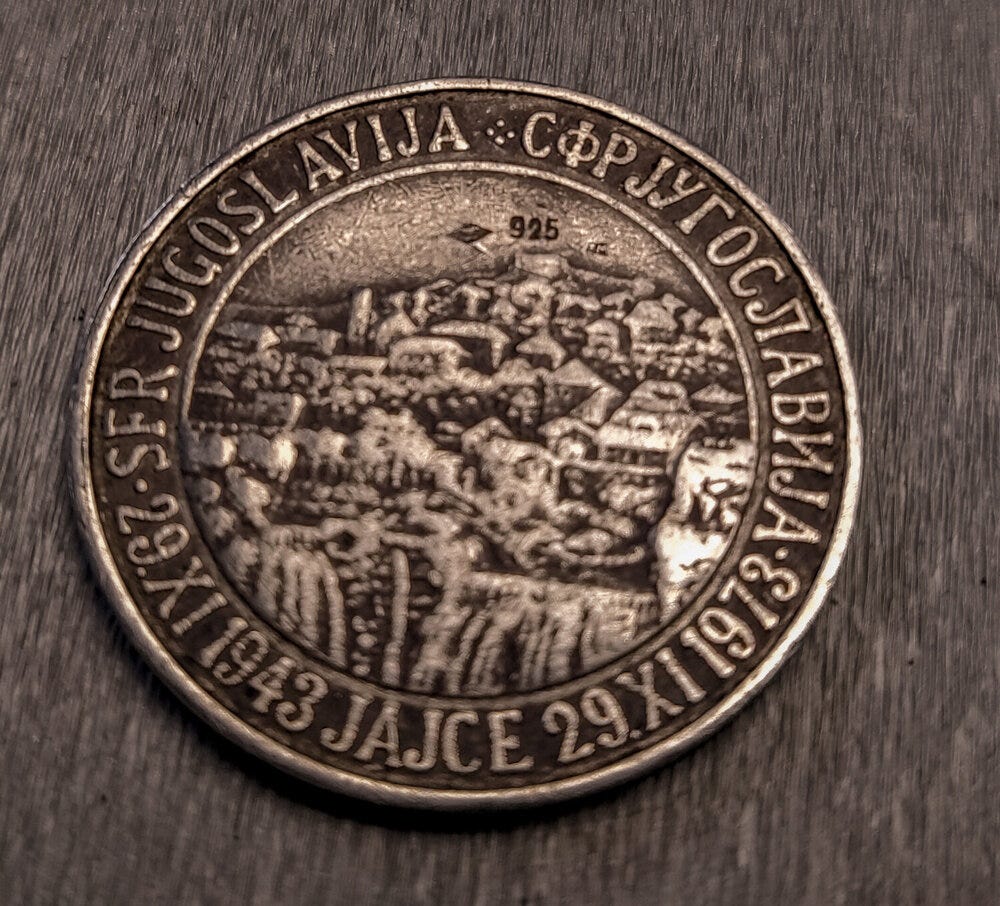 SFR JUGOSLAVIJA
СФР ЈУГОСЛАВИЈА
29.XI 1943 JAJCE 29.XI 1973
925